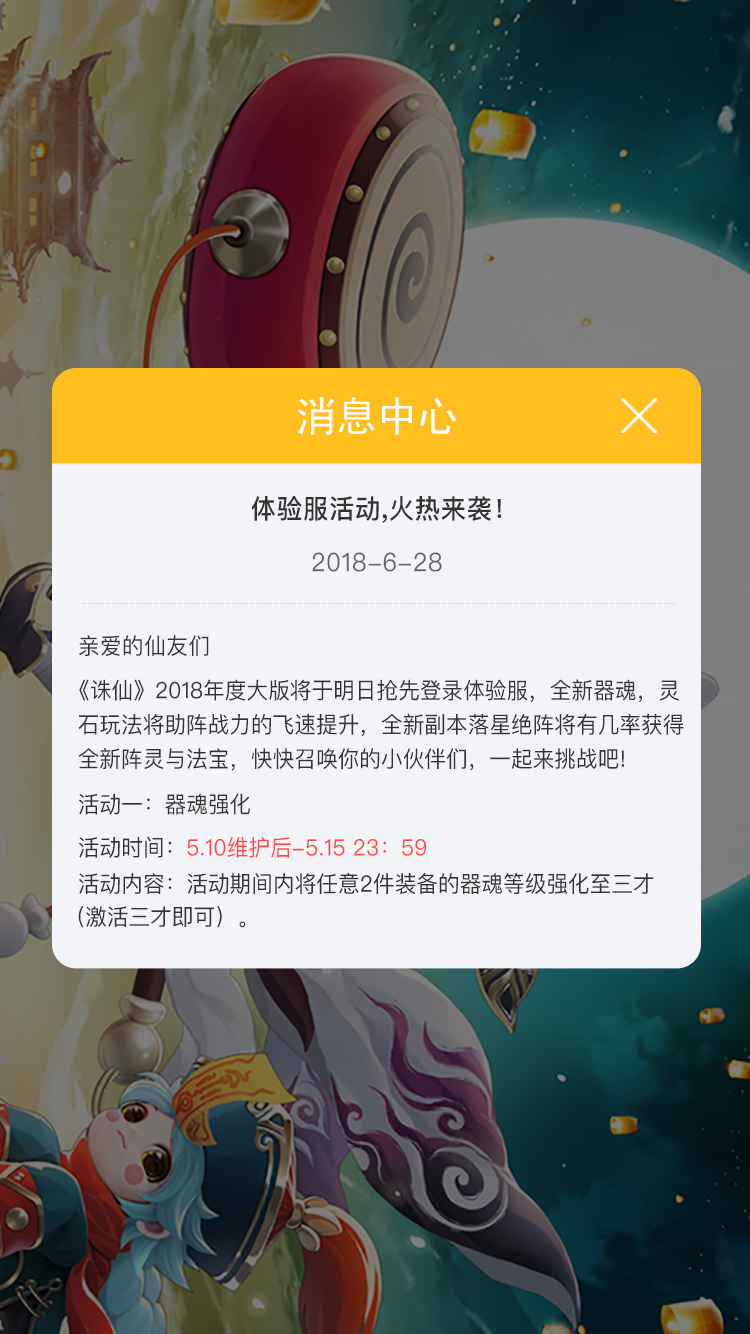 消息中心
体验服活动,火热来袭!
2018-6-28
亲爱的仙友们
《诛仙》2018年度大版将于明日抢先登录体验服，全新器魂，灵
石玩法将助阵战力的飞速提升，全新副本落星绝阵将有几率获得
全新阵灵与法宝，快快召唤你的小伙伴们，一起来挑战吧!
活动一：器魂强化
活动时间：5.10维护后-5.15 23：59
活动内容：活动期间内将任意2件装备的器魂等级强化至三才
(激活三才即可）。